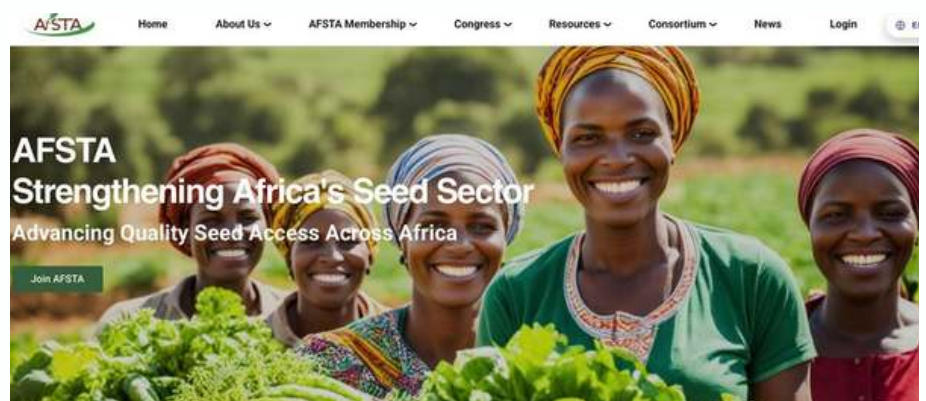 AFSTA
Home
About Us
AFSTA Membership
Congress
Resources
Consortium
News
Login
AFSTA
Strengthening Africa's Seed Sector
Advancing Quality Seed Access Across Africa
Join AFSTA